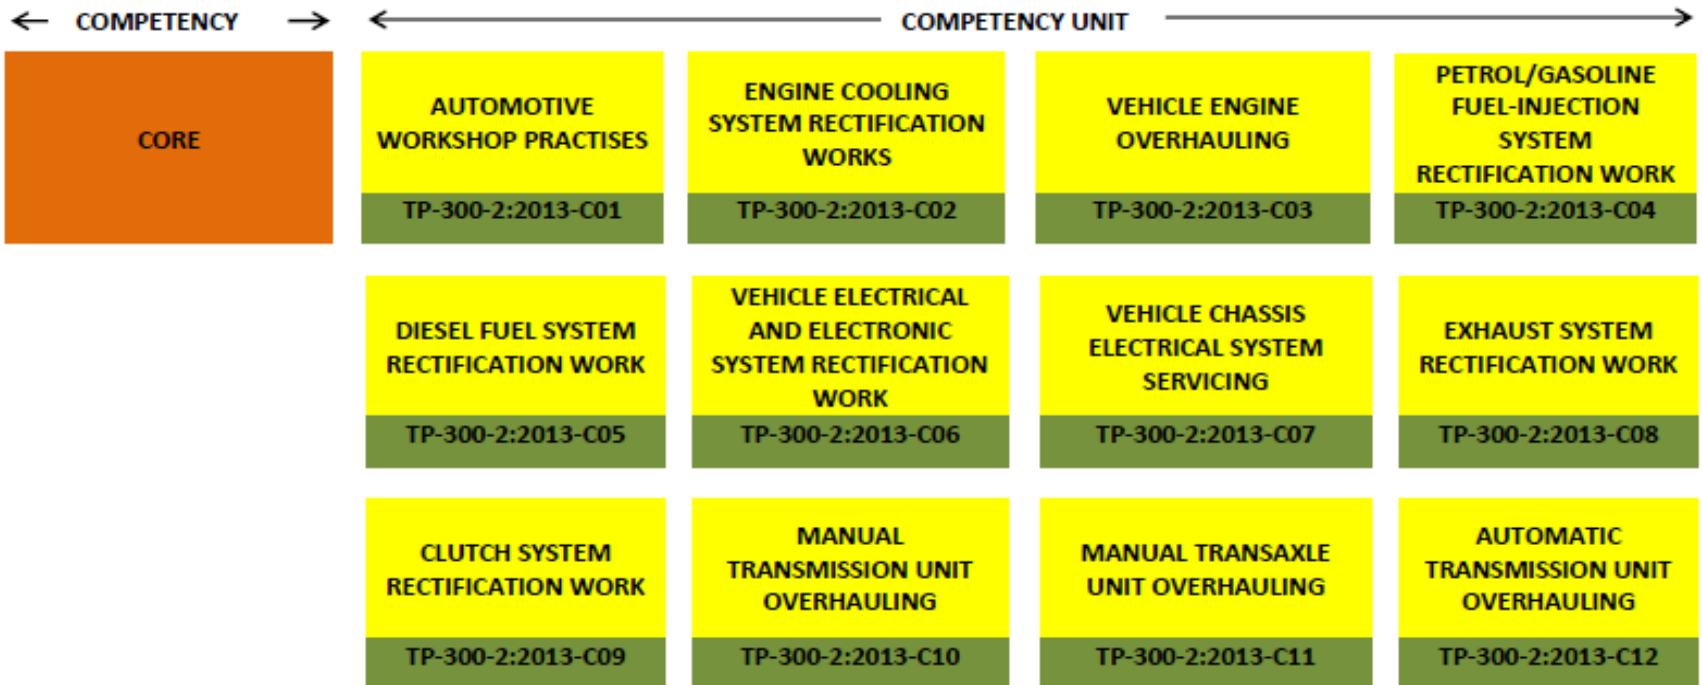 COMPETENCY
COMPETENCY UNIT
CORE
AUTOMOTIVE
WORKSHOP PRACTISES
TP-300-2:2013-C01
ENGINE COOLING
SYSTEM RECTIFICATION
WORKS
TP-300-2:2013-C02
VEHICLE ENGINE
OVERHAULING
TP-300-2:2013-C03
PETROL/GASOLINE
FUEL-INJECTION
SYSTEM
RECTIFICATION WORK
TP-300-2:2013-C04
DIESEL FUEL SYSTEM
RECTIFICATION WORK
TP-300-2:2013-C05
VEHICLE ELECTRICAL
AND ELECTRONIC
SYSTEM RECTIFICATION
WORK
TP-300-2:2013-C06
VEHICLE CHASSIS
ELECTRICAL SYSTEM
SERVICING
TP-300-2:2013-C07
EXHAUST SYSTEM
RECTIFICATION WORK
TP-300-2:2013-C08
CLUTCH SYSTEM
RECTIFICATION WORK
TP-300-2:2013-C09
MANUAL
TRANSMISSION UNIT
OVERHAULING
TP-300-2:2013-C10
MANUAL TRANSAXLE
UNIT OVERHAULING
TP-300-2:2013-C11
AUTOMATIC
TRANSMISSION UNIT
OVERHAULING
TP-300-2:2013-C12